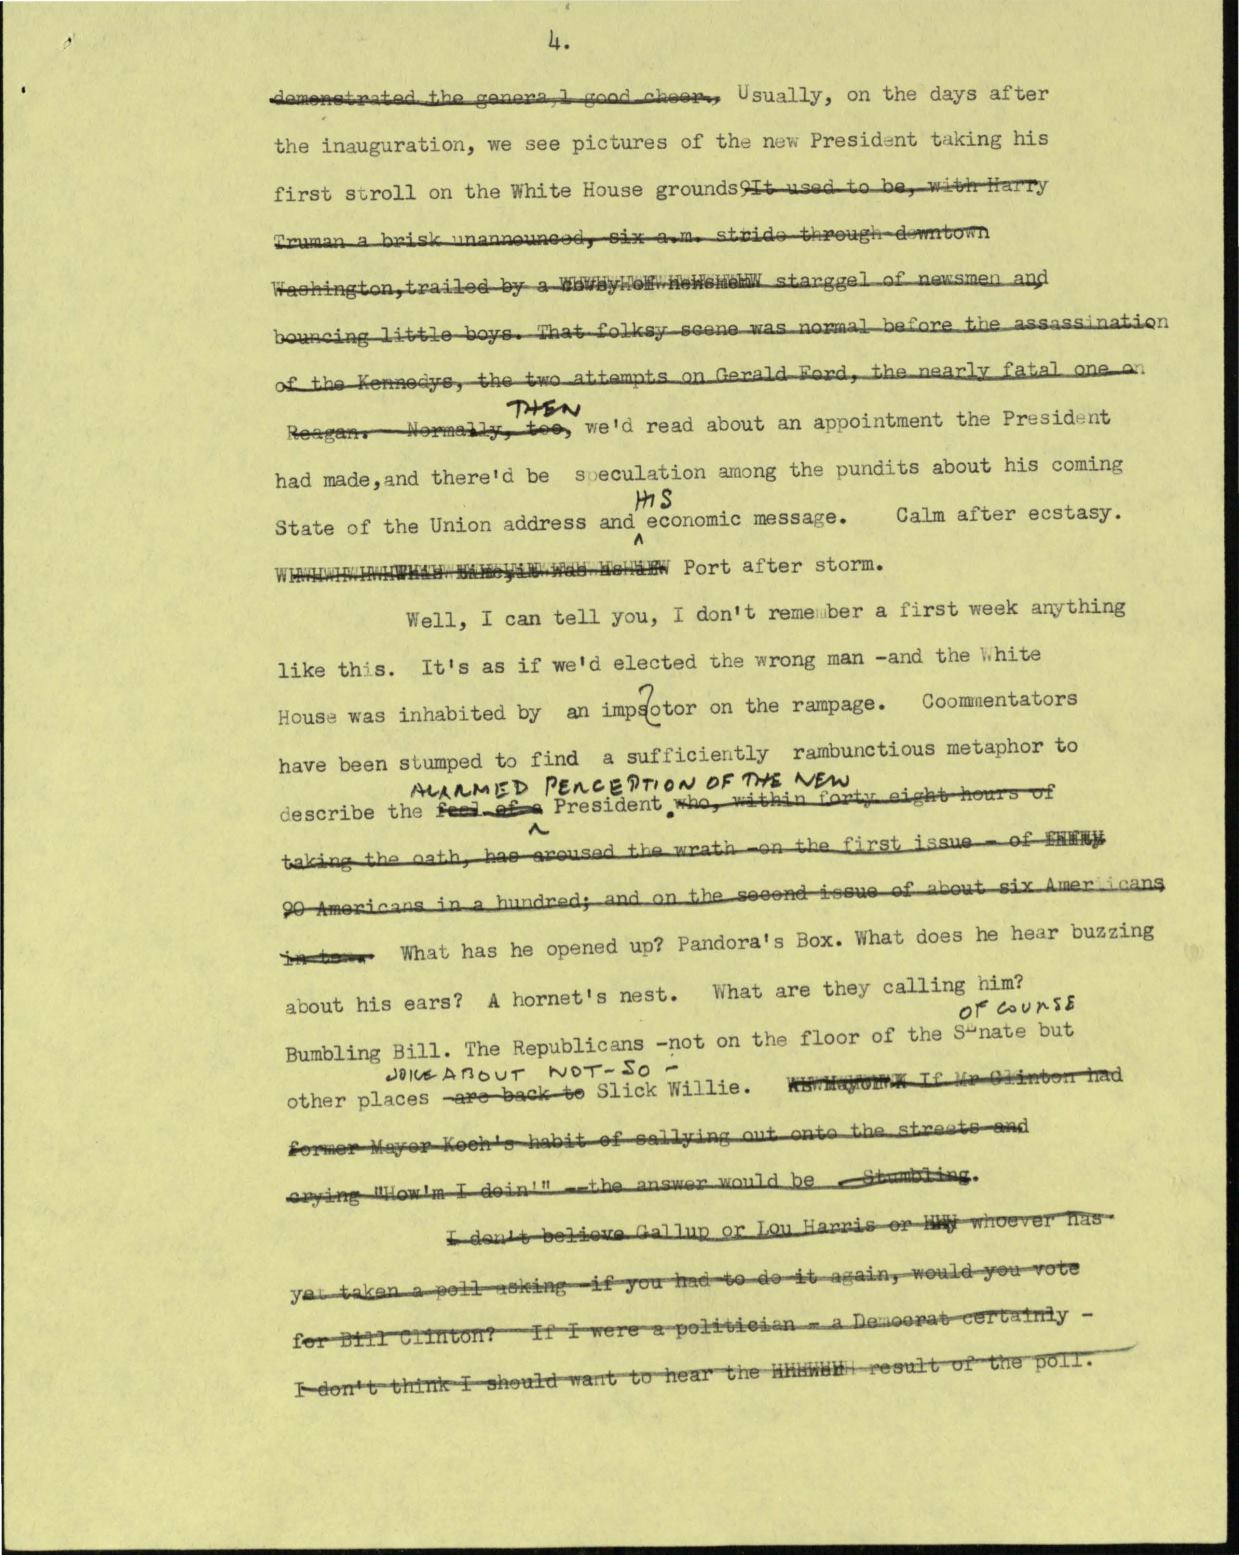 4.
demonstrated the general good cheer., Usually, on the days after
the inauguration, we see pictures of the new President taking his
first stroll on the White House grounds?It used to be, with Harry
Truman a brisk unannounced, six a.m. stride through downtown
Washington,trailed by a starggel of newsmen and
bouncing little boys. That folksy scene was normal before the assassination
of the Kennedys, the two attempts on Gerald Ford, the nearly fatal one on
THEN
Reagan. Normally, too, we'd read about an appointment the President
had made,and there'd be speculation among the pundits about his coming
HIS
State of the Union address and ^ economic message. Calm after ecstasy.
Port after storm.
Well, I can tell you, I don't remember a first week anything
like this. It's as if we'd elected the wrong man -and the White
House was inhabited by an impsotor on the rampage. Coommentators
have been stumped to find a sufficiently rambunctious metaphor to
ALARMED PERCEPTION OF THE NEW
describe the feel of a ^ President. who, within forty eight hours of
taking the oath, has aroused the wrath -on the first issue - of
90 Americans in a hundred; and on the second issue of about six Americans
in ten. What has he opened up? Pandora's Box. What does he hear buzzing
about his ears? A hornet's nest. What are they calling him?
OF COURSE
Bumbling Bill. The Republicans -not on the floor of the Senate but
JOKE ABOUT NOT-SO-
other places -are back to Slick Willie. If Mr Clinton had
former Mayor Koch's habit of sallying out onto the streets and
crying "How'm I doin'" --the answer would be - Stumbling.
I don't believe Gallup or Lou Harris or whoever has
yet taken a poll asking -if you had to do it again, would you vote
for Bill Clinton? If I were a politician - a Democrat certainly -
I don't think I should want to hear the result of the poll.